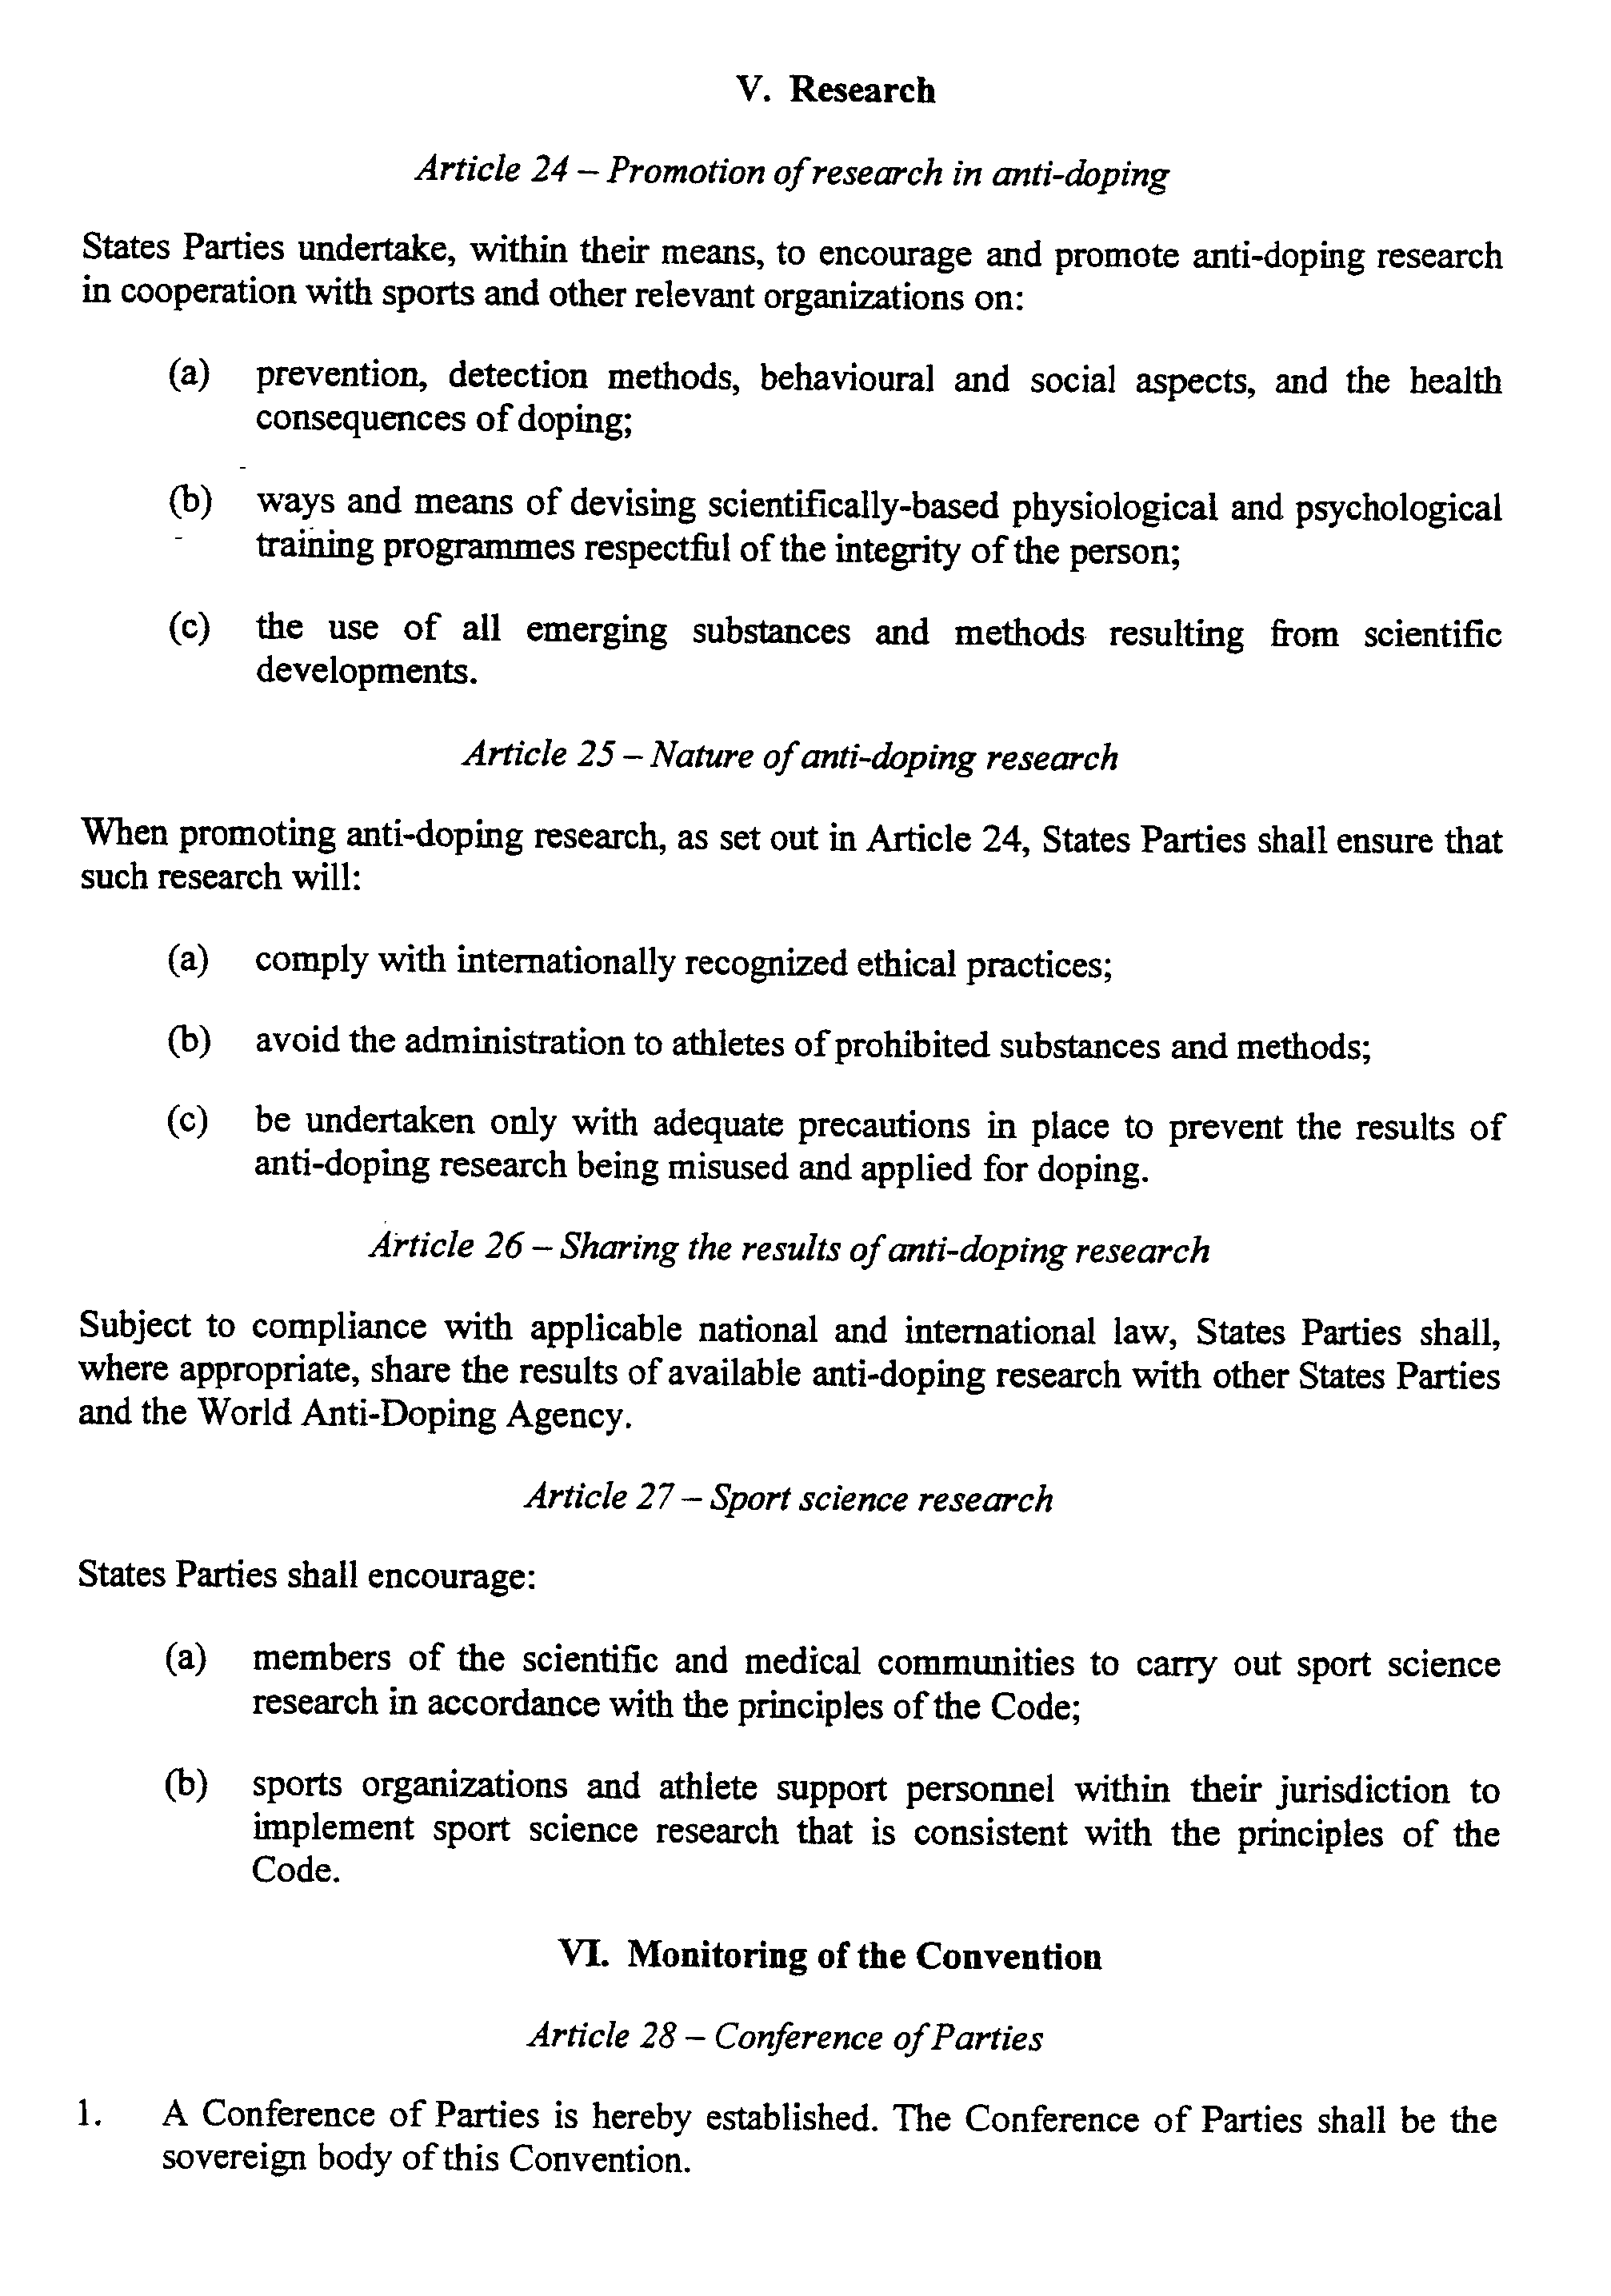 V. Research
Article 24 – Promotion of research in anti-doping
States Parties undertake, within their means, to encourage and promote anti-doping research
in cooperation with sports and other relevant organizations on:
(a) prevention, detection methods, behavioural and social aspects, and the health
consequences of doping;
(b) ways and means of devising scientifically-based physiological and psychological
training programmes respectful of the integrity of the person;
(c) the use of all emerging substances and methods resulting from scientific
developments.
Article 25 – Nature of anti-doping research
When promoting anti-doping research, as set out in Article 24, States Parties shall ensure that
such research will:
(a) comply with internationally recognized ethical practices;
(b) avoid the administration to athletes of prohibited substances and methods;
(c) be undertaken only with adequate precautions in place to prevent the results of
anti-doping research being misused and applied for doping.
Article 26 – Sharing the results of anti-doping research
Subject to compliance with applicable national and international law, States Parties shall,
where appropriate, share the results of available anti-doping research with other States Parties
and the World Anti-Doping Agency.
Article 27 – Sport science research
States Parties shall encourage:
(a) members of the scientific and medical communities to carry out sport science
research in accordance with the principles of the Code;
(b) sports organizations and athlete support personnel within their jurisdiction to
implement sport science research that is consistent with the principles of the
Code.
VI. Monitoring of the Convention
Article 28 – Conference of Parties
1. A Conference of Parties is hereby established. The Conference of Parties shall be the
sovereign body of this Convention.